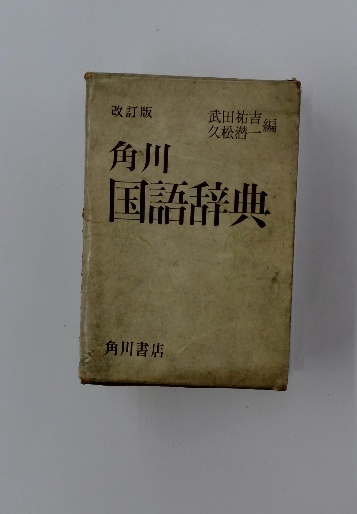 改訂版
武田祐吉
久松潜一
編
角川
国語辞典
角川書店